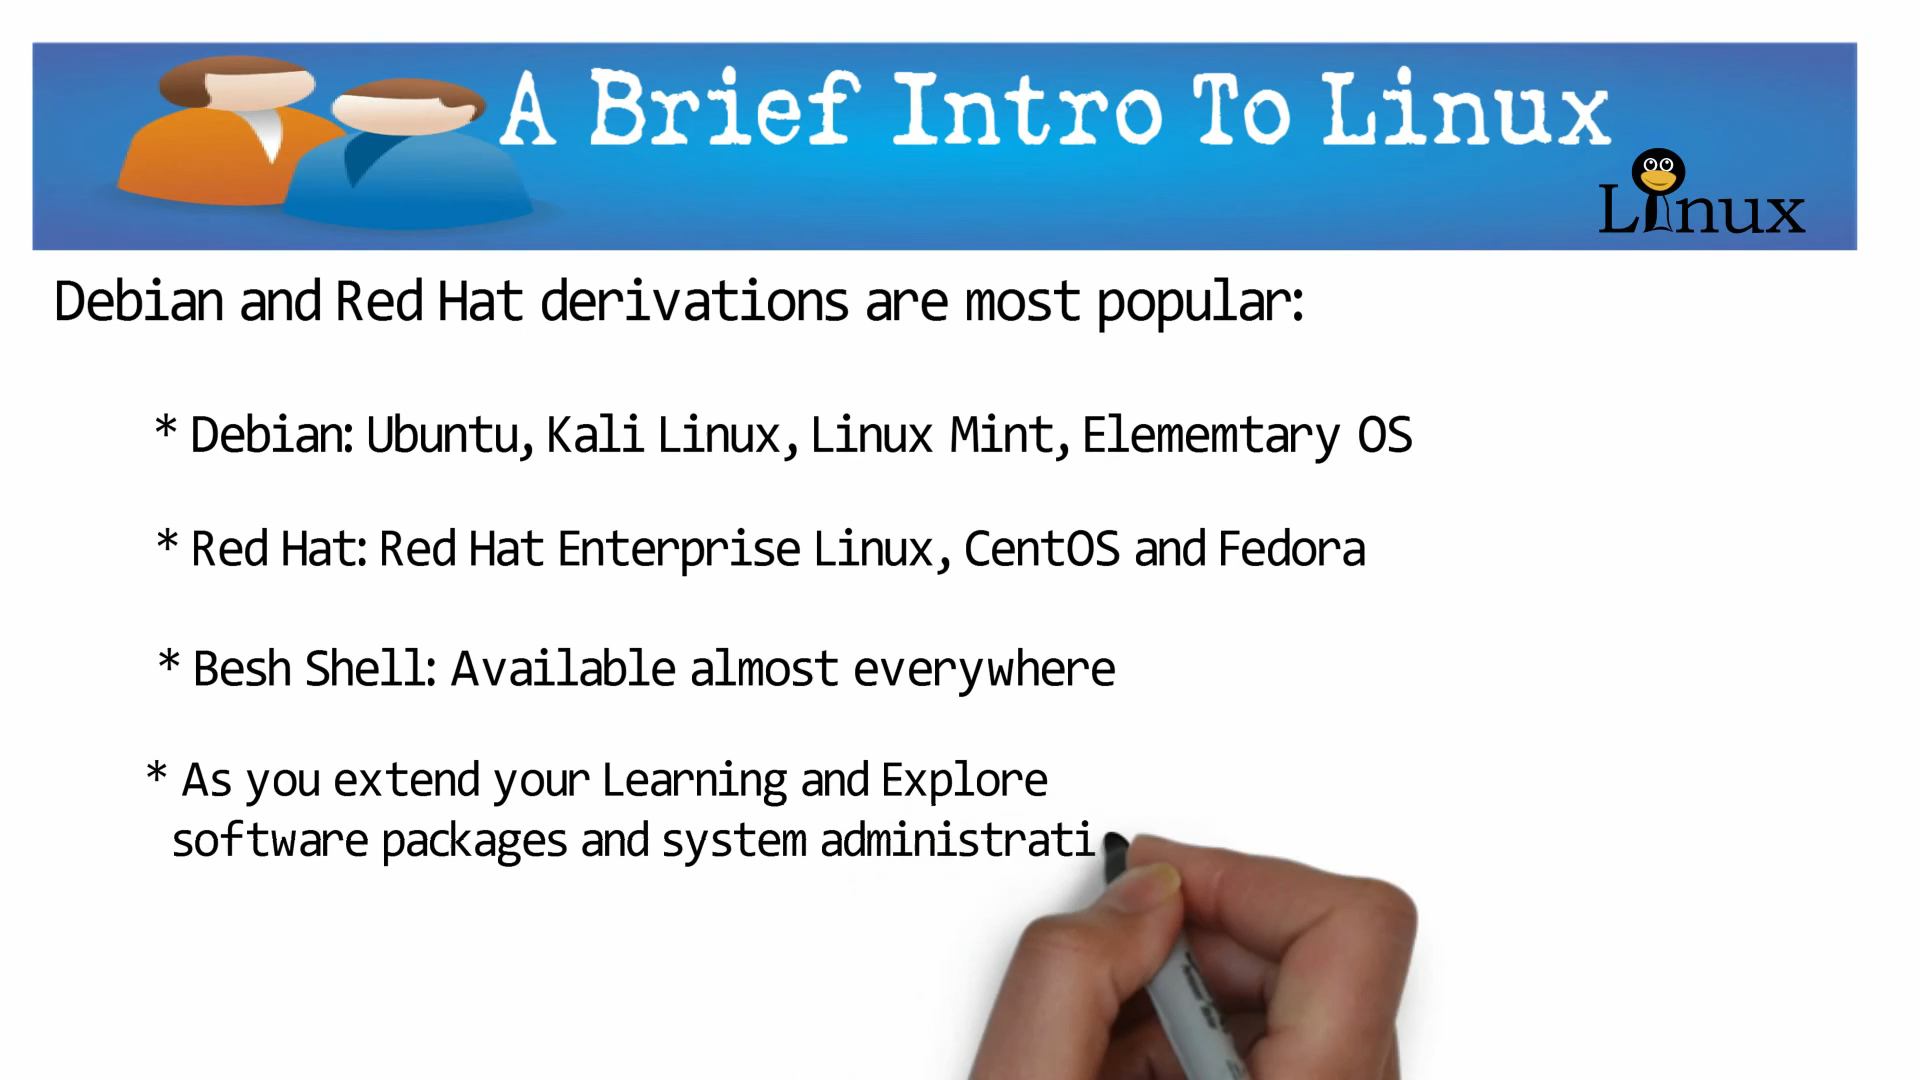 A Brief Intro To Linux
Linux
Debian and Red Hat derivations are most popular:
* Debian: Ubuntu, Kali Linux, Linux Mint, Elememtary OS
* Red Hat: Red Hat Enterprise Linux, CentOS and Fedora
* Besh Shell: Available almost everywhere
* As you extend your Learning and Explore
software packages and system administrati